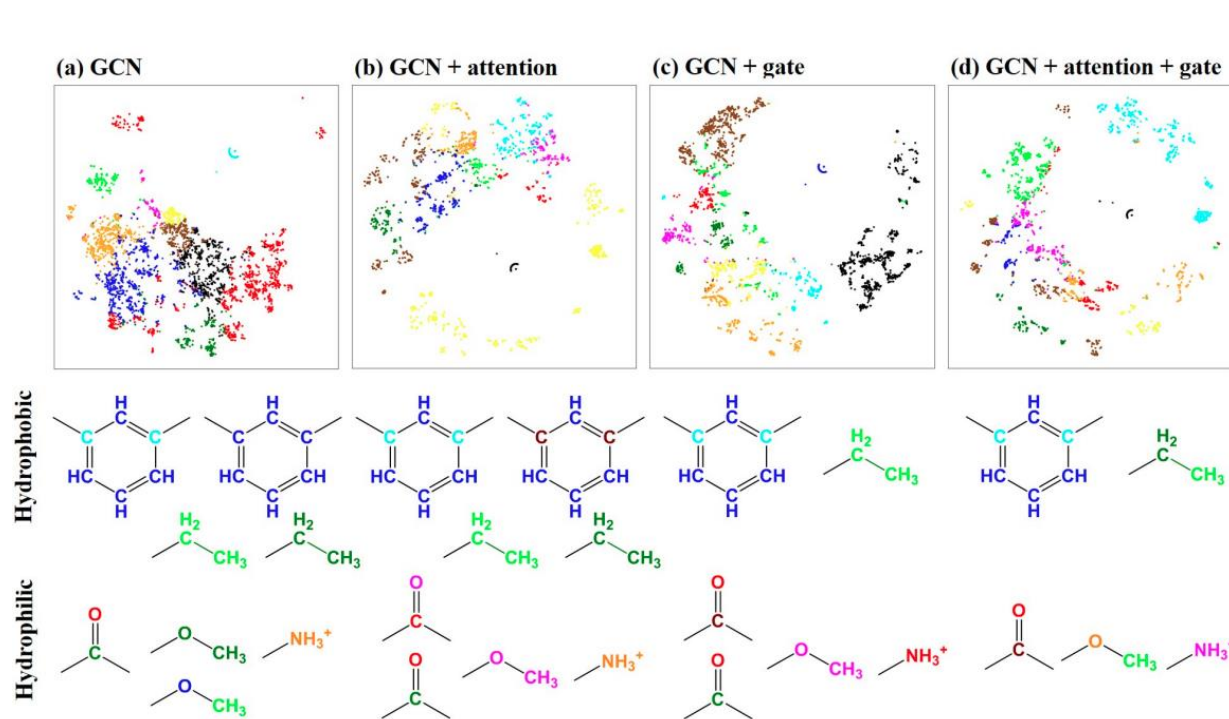 (a) GCN
(b) GCN + attention
(c) GCN + gate
(d) GCN + attention + gate
Hydrophobic
H H H H H H
C C C C C C C C C C C C C C C
HC CH HC CH HC CH HC CH HC CH HC CH
C C C C C C
H H H H H H
H2 H2 H2 H2 H2 H2
C C C C C C
CH3 CH3 CH3 CH3 CH3 CH3
Hydrophilic
O O O O O O
C C C C C C
O CH3 O CH3 O CH3 O CH3 O CH3
NH3+ NH3+ NH3+ NH3+